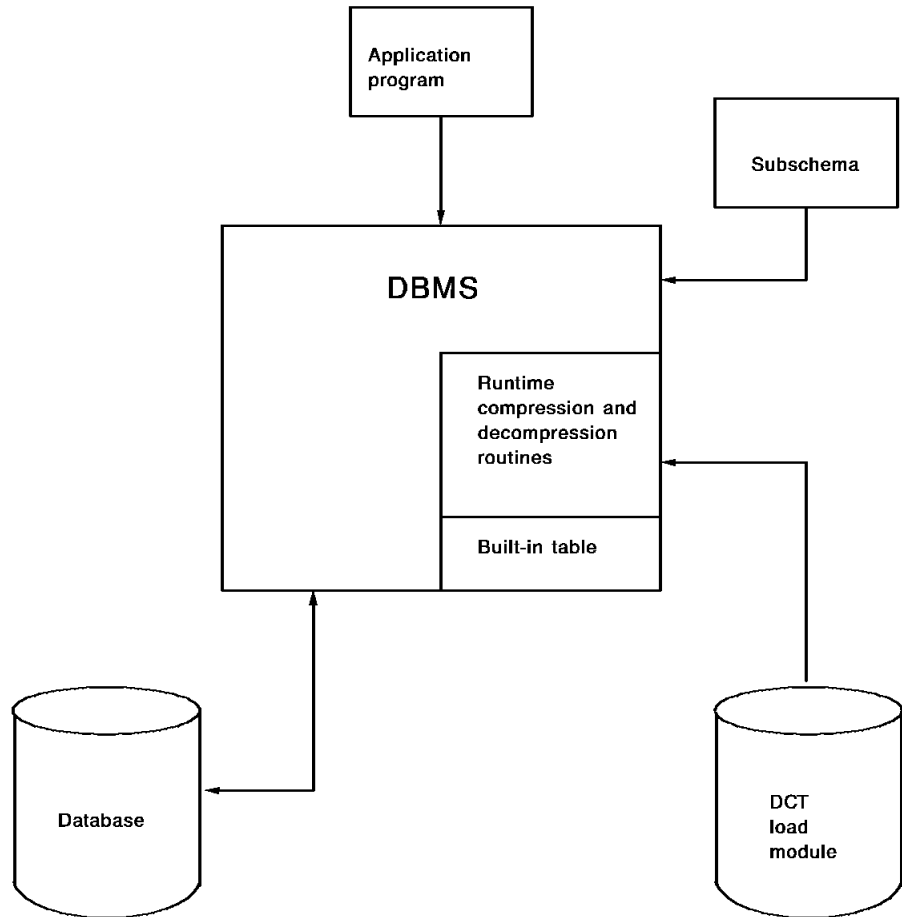 Application
program
Subschema
DBMS
Runtime
compression and
decompression
routines
Built-in table
Database
DCT
load
module